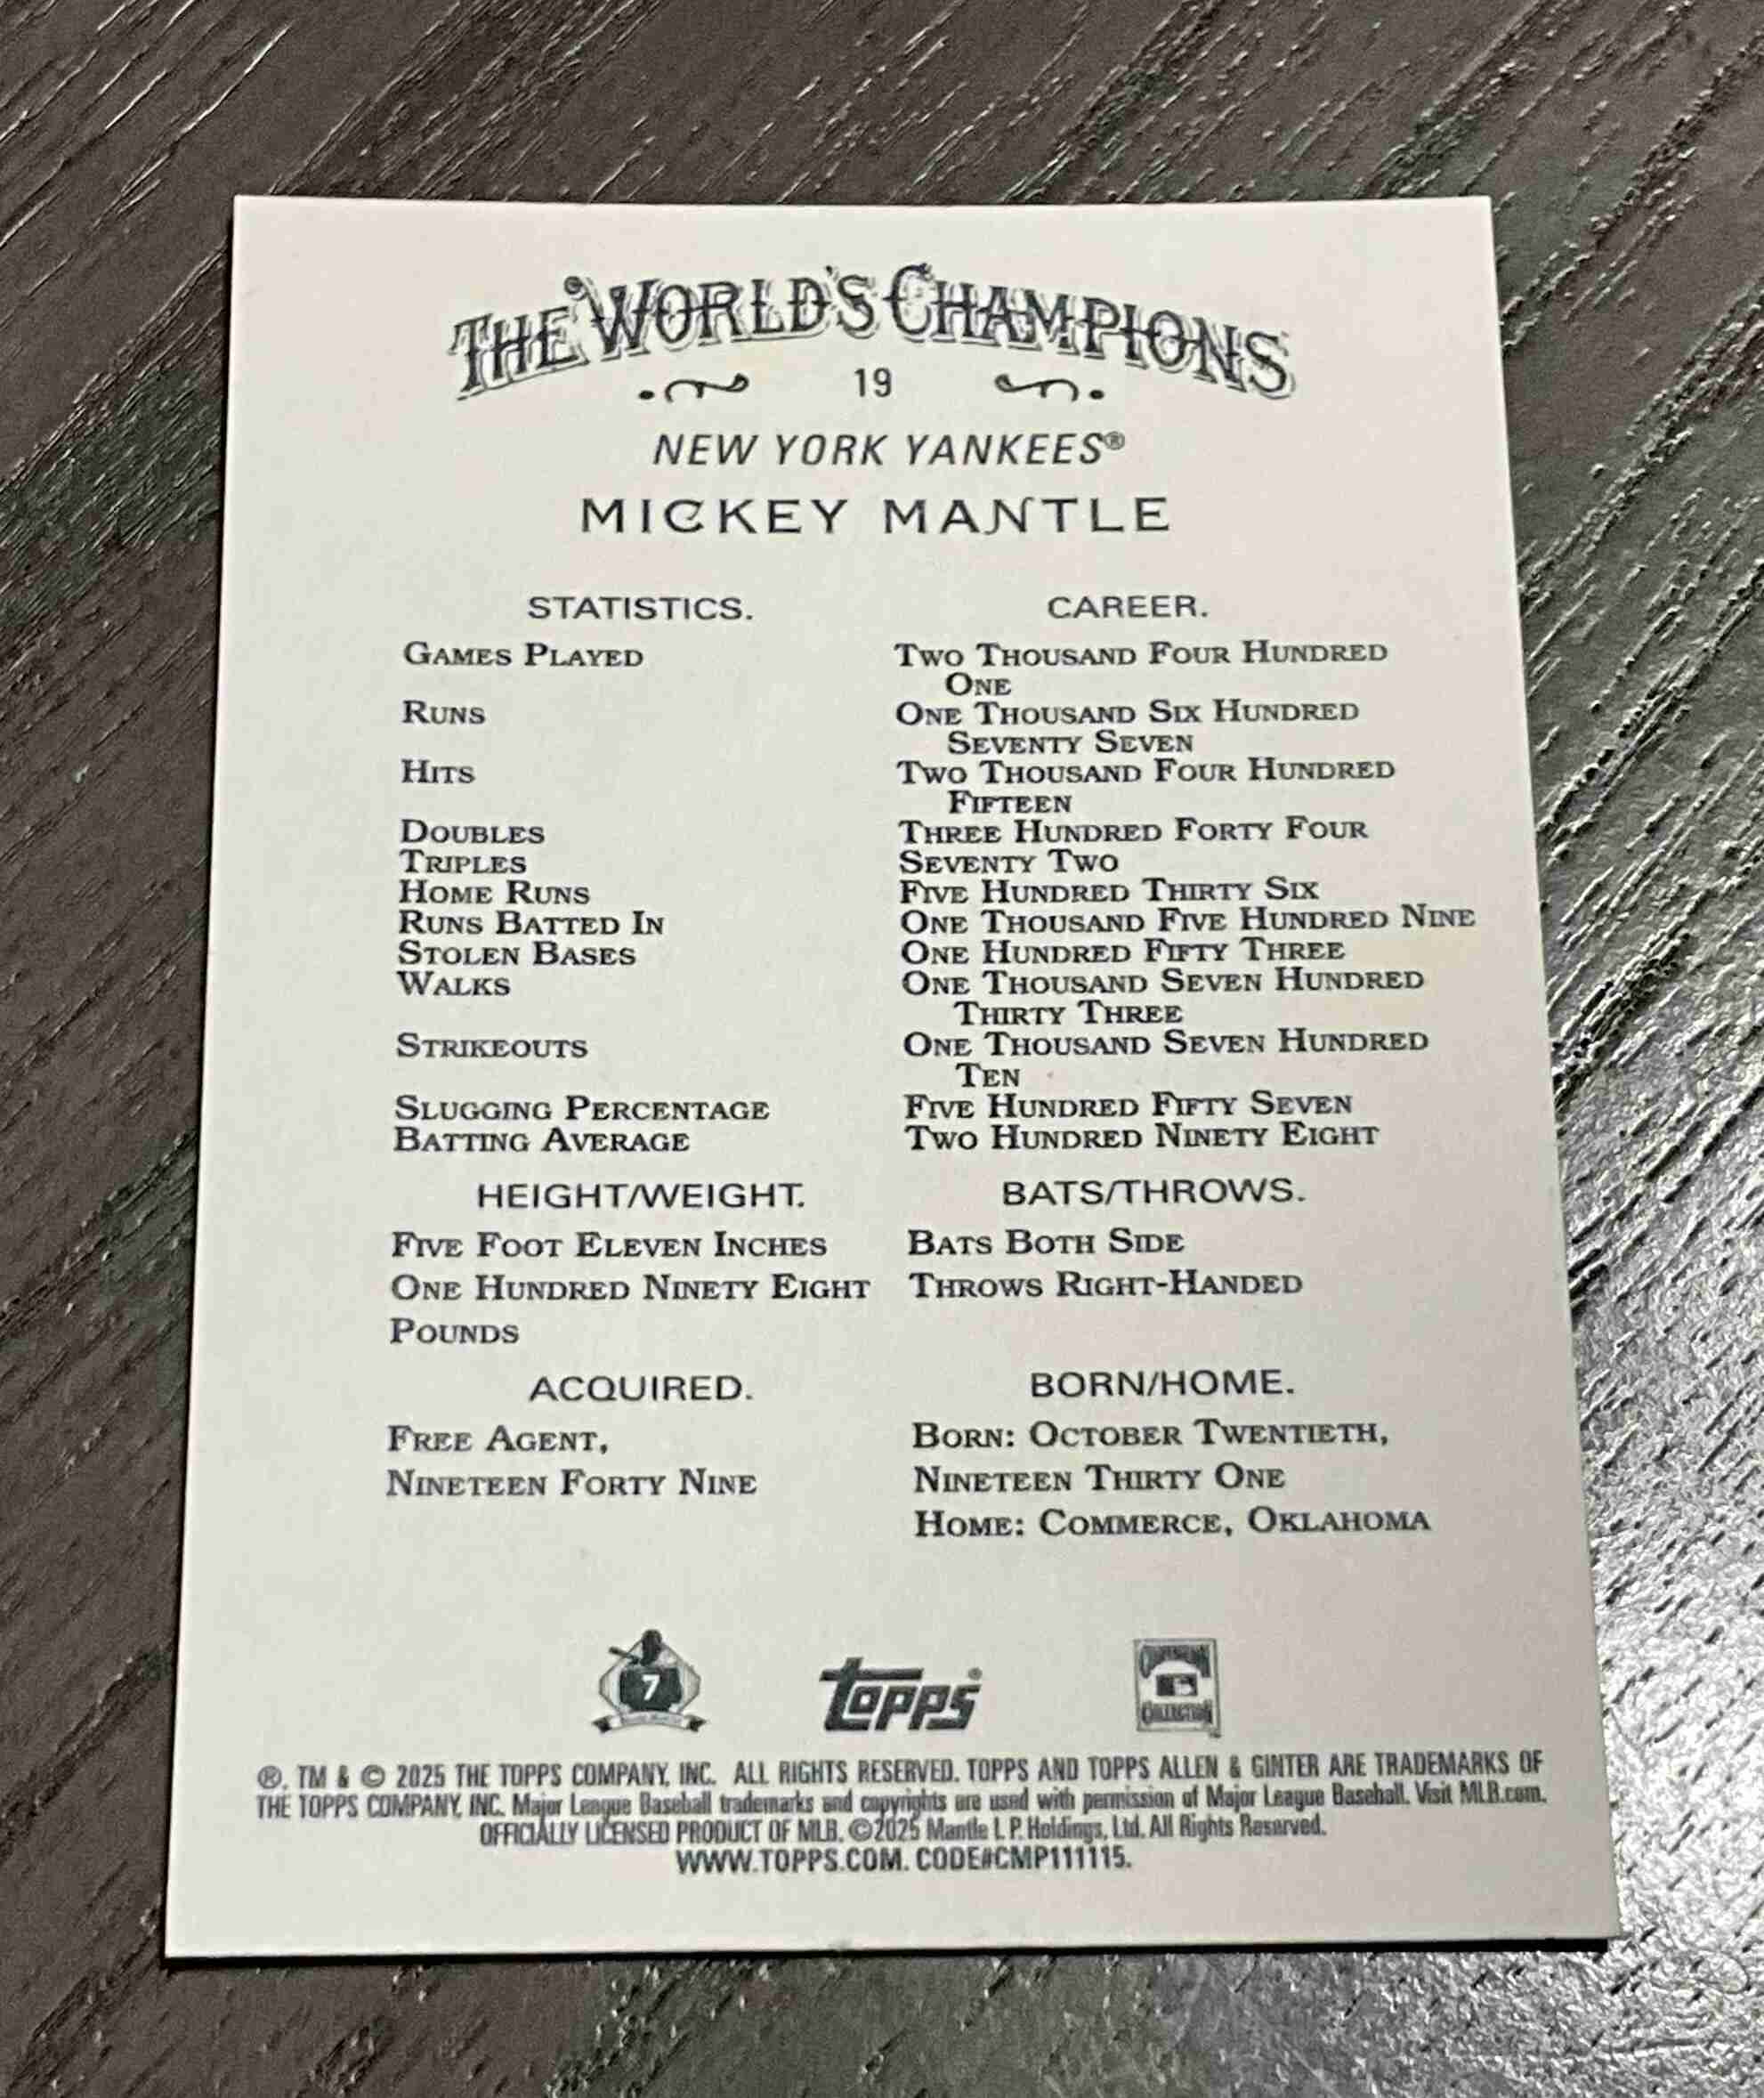 THE WORLD'S CHAMPIONS
19
NEW YORK YANKEES®
MICKEY MANTLE
STATISTICS. CAREER.
GAMES PLAYED TWO THOUSAND FOUR HUNDRED
ONE
RUNS ONE THOUSAND SIX HUNDRED
SEVENTY SEVEN
HITS TWO THOUSAND FOUR HUNDRED
FIFTEEN
DOUBLES THREE HUNDRED FORTY FOUR
TRIPLES SEVENTY TWO
HOME RUNS FIVE HUNDRED THIRTY SIX
RUNS BATTED IN ONE THOUSAND FIVE HUNDRED NINE
STOLEN BASES ONE HUNDRED FIFTY THREE
WALKS ONE THOUSAND SEVEN HUNDRED
THIRTY THREE
STRIKEOUTS ONE THOUSAND SEVEN HUNDRED
TEN
SLUGGING PERCENTAGE FIVE HUNDRED FIFTY SEVEN
BATTING AVERAGE TWO HUNDRED NINETY EIGHT
HEIGHT/WEIGHT. BATS/THROWS.
FIVE FOOT ELEVEN INCHES BATS BOTH SIDE
ONE HUNDRED NINETY EIGHT THROWS RIGHT-HANDED
POUNDS
ACQUIRED. BORN/HOME.
FREE AGENT, BORN: OCTOBER TWENTIETH,
NINETEEN FORTY NINE NINETEEN THIRTY ONE
HOME: COMMERCE, OKLAHOMA
7 topps® COOPERSTOWN COLLECTION
®, TM & © 2025 THE TOPPS COMPANY, INC. ALL RIGHTS RESERVED. TOPPS AND TOPPS ALLEN & GINTER ARE TRADEMARKS OF
THE TOPPS COMPANY, INC. Major League Baseball trademarks and copyrights are used with permission of Major League Baseball. Visit MLB.com.
OFFICIALLY LICENSED PRODUCT OF MLB. ©2025 Mantle I. P. Holdings, Ltd. All Rights Reserved.
WWW.TOPPS.COM. CODE#CMP111115.